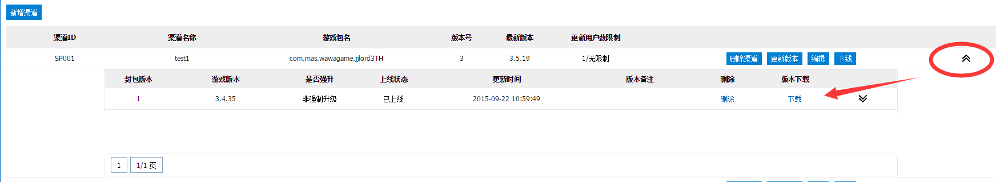 新增渠道
渠道ID 渠道名称 游戏包名 版本号 最新版本 更新用户数限制
SP001 test1 com.mas.wawagame.jjlord3TH 3 3.5.19 1/无限制 删除渠道 更新版本 编辑 下线
封包版本 游戏版本 是否强升 上线状态 更新时间 版本备注 删除 版本下载
1 3.4.35 非强制升级 已上线 2015-09-22 10:59:49 删除 下载
1 1/1 页